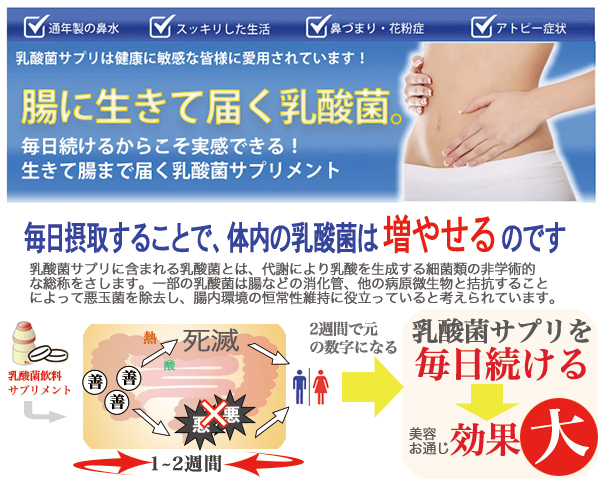 通年製の鼻水 スッキリした生活 鼻づまり・花粉症 アトピー症状
乳酸菌サプリは健康に敏感な皆様に愛用されています！
腸に生きて届く乳酸菌。
毎日続けるからこそ実感できる！
生きて腸まで届く乳酸菌サプリメント
毎日摂取することで、体内の乳酸菌は 増やせる のです
乳酸菌サプリに含まれる乳酸菌とは、代謝により乳酸を生成する細菌類の非学術的
な総称をさします。一部の乳酸菌は腸などの消化管、他の病原微生物と拮抗すること
によって悪玉菌を除去し、腸内環境の恒常性維持に役立っていると考えられています。
乳酸菌飲料
サプリメント
熱
死滅
酸
善
善
善
悪
悪
1~2週間
2週間で元
の数字になる
乳酸菌サプリを
毎日続ける
美容
お通じ
効果大